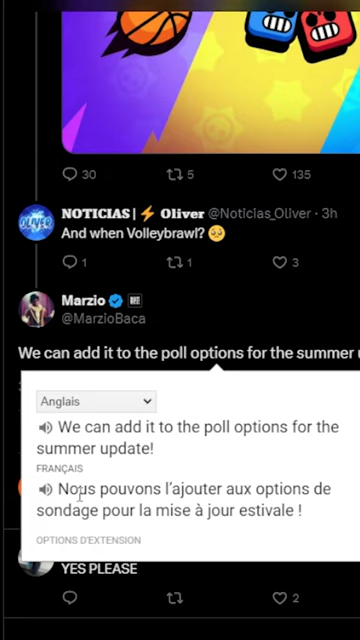 30 5 135
NOTICIAS | ⚡ Oliver @Noticias_Oliver · 3h
And when Volleybrawl? 🥺
1 1 3
Marzio
@MarzioBaca
We can add it to the poll options for the summer
Anglais
We can add it to the poll options for the
summer update!
FRANÇAIS
Nous pouvons l'ajouter aux options de
sondage pour la mise à jour estivale !
OPTIONS D'EXTENSION
YES PLEASE
2